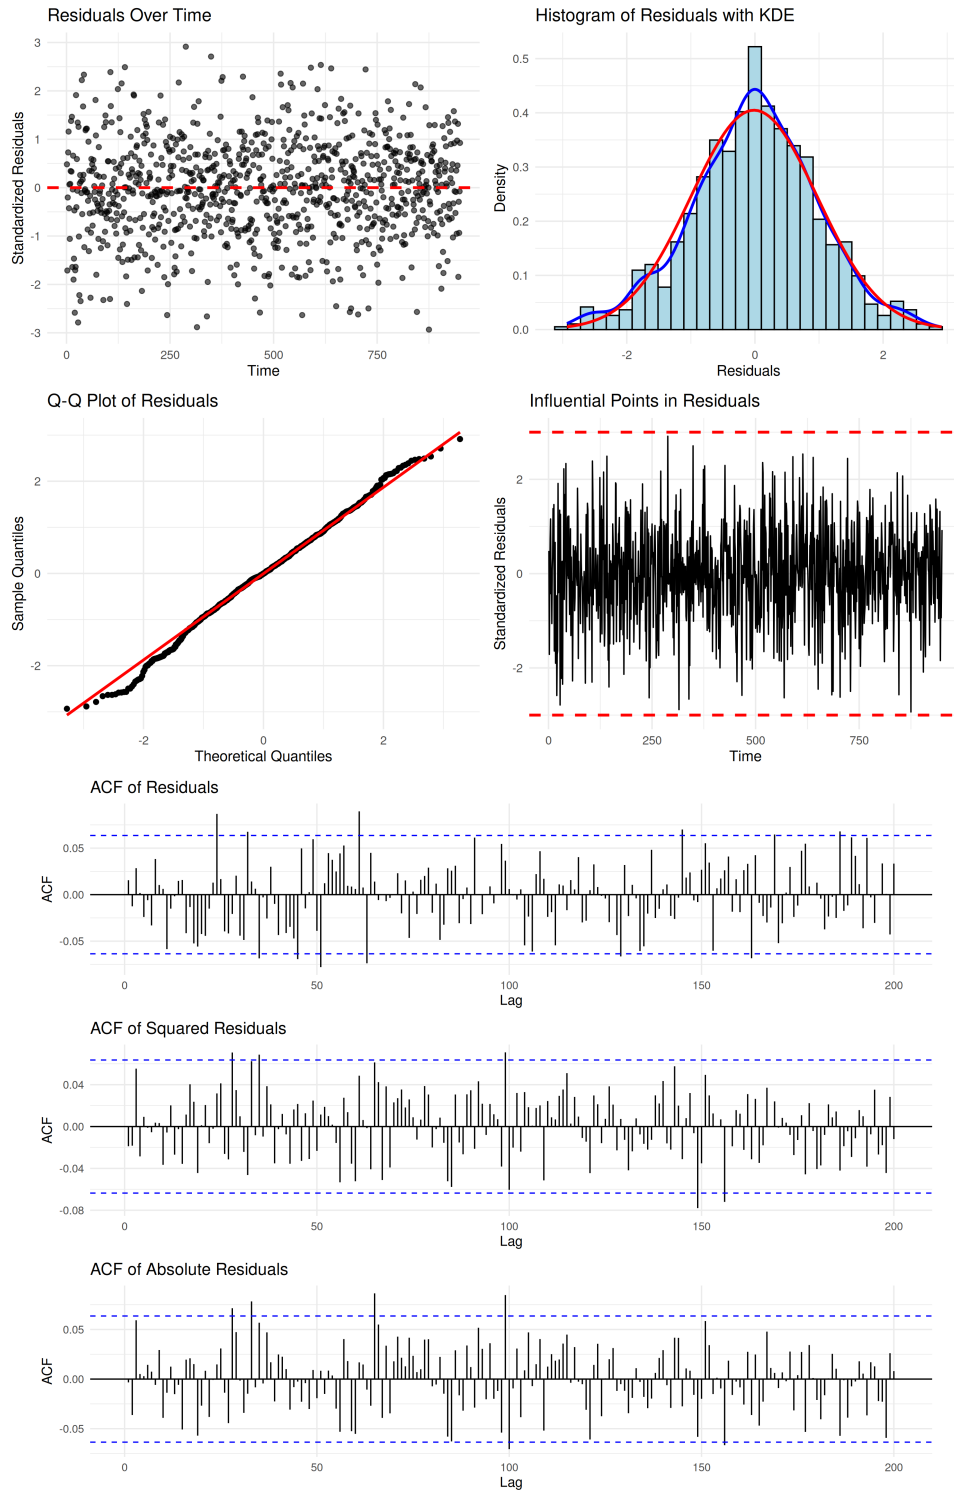 Residuals Over Time
Standardized Residuals
3
2
1
0
-1
-2
-3
0 250 500 750
Time
Histogram of Residuals with KDE
Density
0.5
0.4
0.3
0.2
0.1
0.0
-2 0 2
Residuals
Q-Q Plot of Residuals
Sample Quantiles
2
0
-2
-2 0 2
Theoretical Quantiles
Influential Points in Residuals
Standardized Residuals
2
0
-2
0 250 500 750
Time
ACF of Residuals
ACF
0.05
0.00
-0.05
0 50 100 150 200
Lag
ACF of Squared Residuals
ACF
0.04
0.00
-0.04
-0.08
0 50 100 150 200
Lag
ACF of Absolute Residuals
ACF
0.05
0.00
-0.05
0 50 100 150 200
Lag